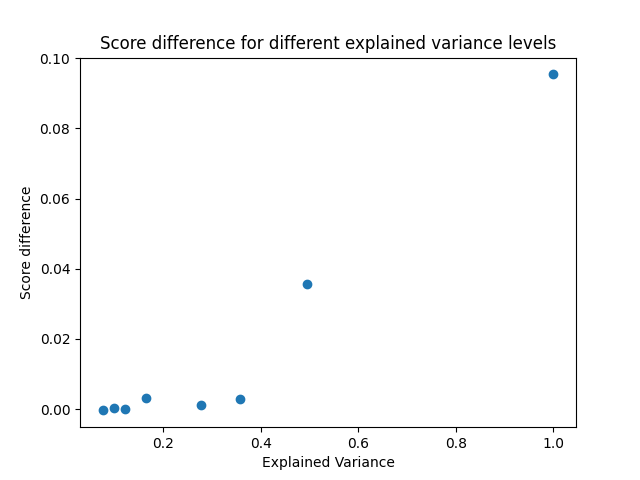 Score difference for different explained variance levels
0.10
0.08
0.06
0.04
0.02
0.00
Score difference
0.2 0.4 0.6 0.8 1.0
Explained Variance